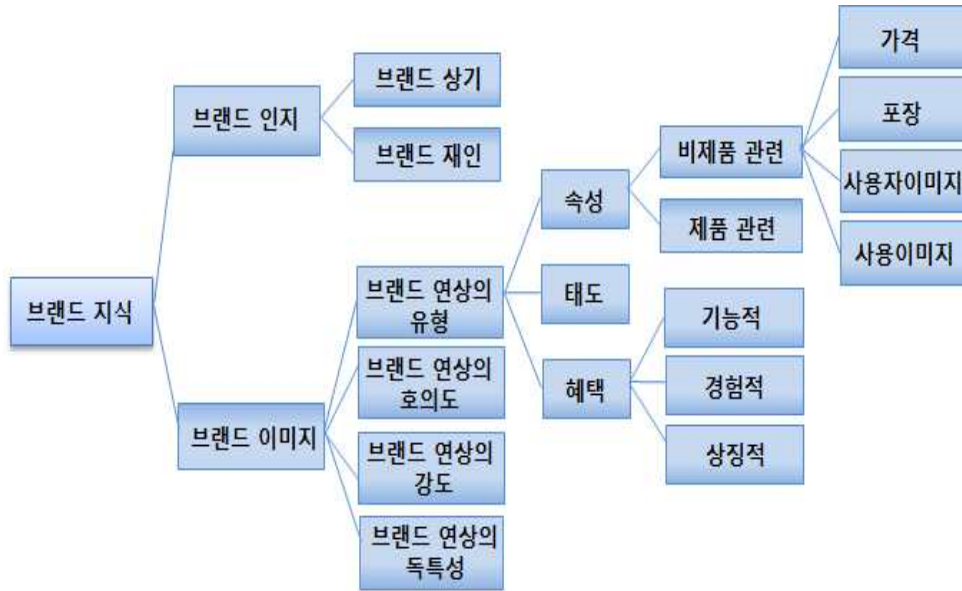 브랜드 지식
브랜드 인지
브랜드 상기
브랜드 재인
브랜드 이미지
브랜드 연상의
유형
속성
비제품 관련
가격
포장
사용자이미지
사용이미지
제품 관련
태도
혜택
기능적
경험적
상징적
브랜드 연상의
호의도
브랜드 연상의
강도
브랜드 연상의
독특성